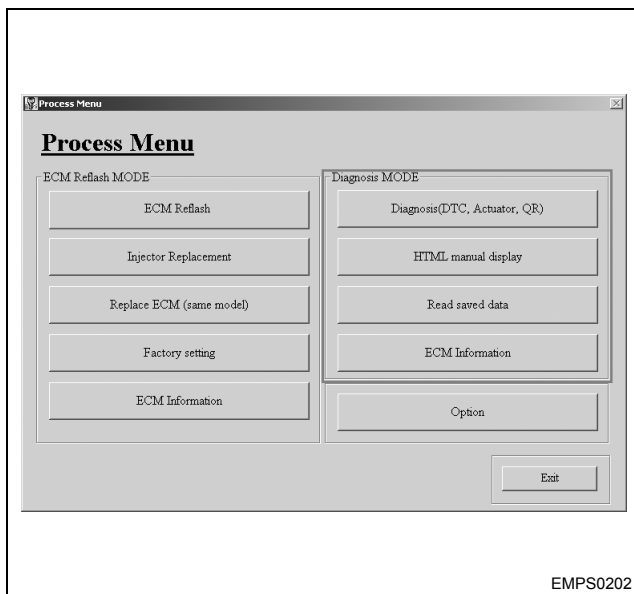 Process Menu
Process Menu
ECM Reflash MODE
ECM Reflash
Injector Replacement
Replace ECM (same model)
Factory setting
ECM Information
Diagnosis MODE
Diagnosis(DTC, Actuator, QR)
HTML manual display
Read saved data
ECM Information
Option
Exit
EMPS0202